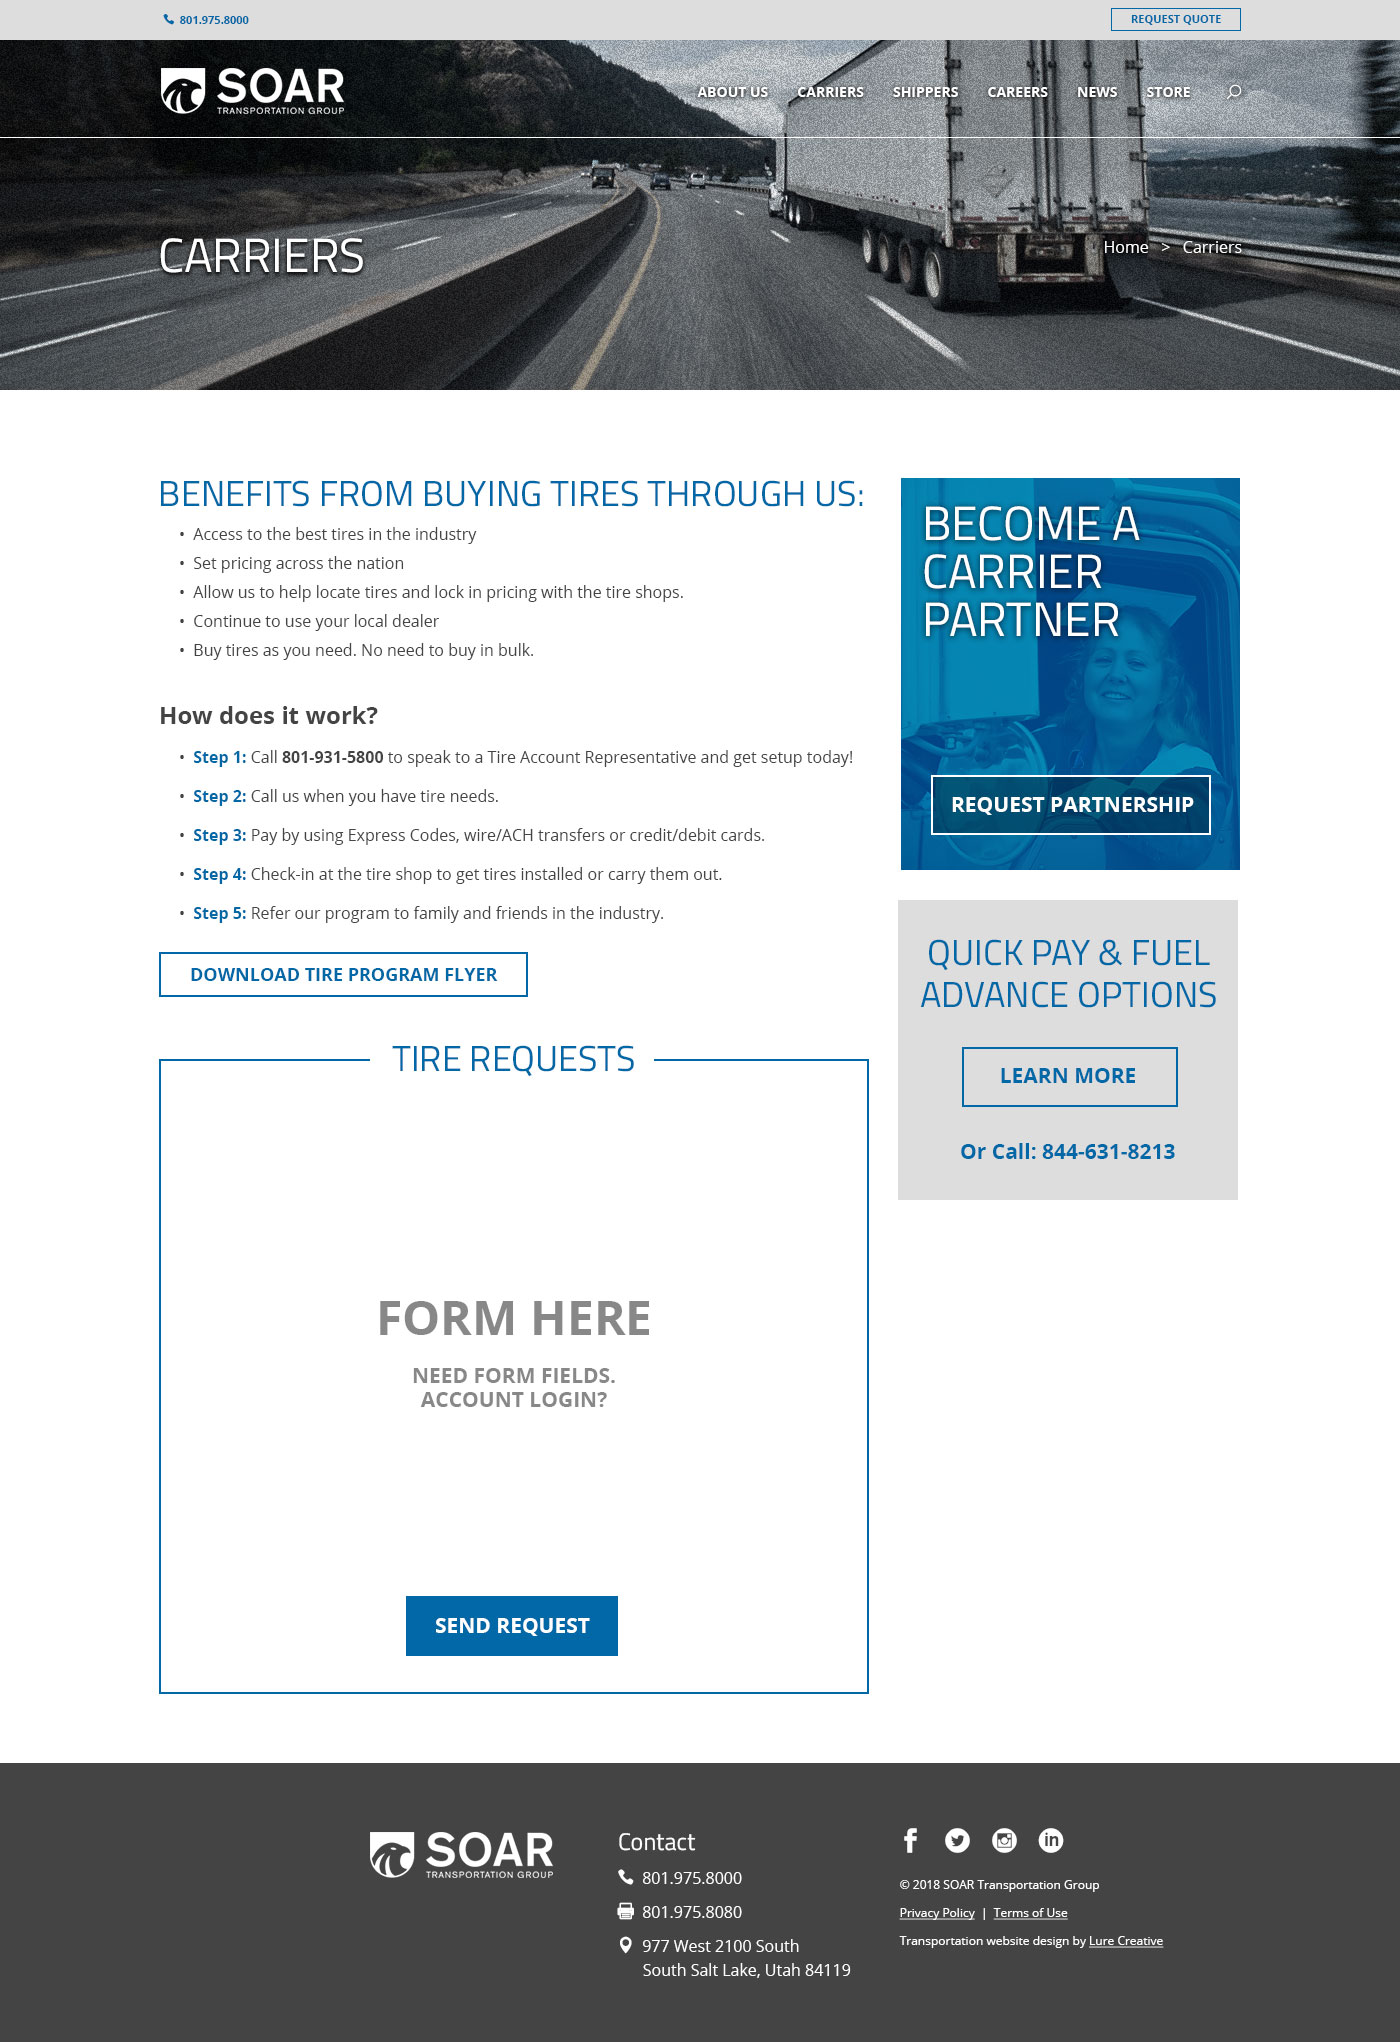 801.975.8000
REQUEST QUOTE
SOAR
TRANSPORTATION GROUP
ABOUT US
CARRIERS
SHIPPERS
CAREERS
NEWS
STORE
CARRIERS
Home > Carriers
BENEFITS FROM BUYING TIRES THROUGH US:
• Access to the best tires in the industry
• Set pricing across the nation
• Allow us to help locate tires and lock in pricing with the tire shops.
• Continue to use your local dealer
• Buy tires as you need. No need to buy in bulk.
How does it work?
• Step 1: Call 801-931-5800 to speak to a Tire Account Representative and get setup today!
• Step 2: Call us when you have tire needs.
• Step 3: Pay by using Express Codes, wire/ACH transfers or credit/debit cards.
• Step 4: Check-in at the tire shop to get tires installed or carry them out.
• Step 5: Refer our program to family and friends in the industry.
DOWNLOAD TIRE PROGRAM FLYER
TIRE REQUESTS
FORM HERE
NEED FORM FIELDS.
ACCOUNT LOGIN?
SEND REQUEST
BECOME A
CARRIER
PARTNER
REQUEST PARTNERSHIP
QUICK PAY & FUEL
ADVANCE OPTIONS
LEARN MORE
Or Call: 844-631-8213
SOAR
TRANSPORTATION GROUP
Contact
801.975.8000
801.975.8080
977 West 2100 South
South Salt Lake, Utah 84119
© 2018 SOAR Transportation Group
Privacy Policy | Terms of Use
Transportation website design by Lure Creative